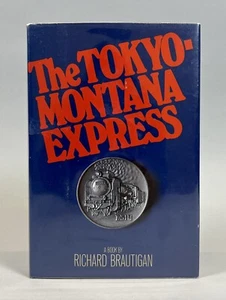 The TOKYO-
MONTANA
EXPRESS
A BOOK BY
RICHARD BRAUTIGAN